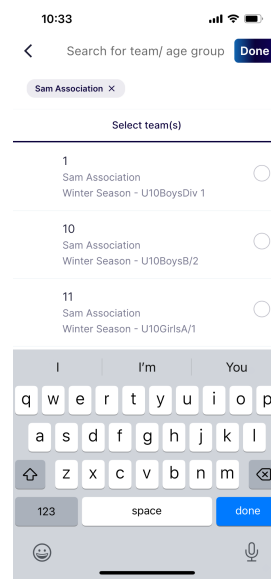 10:33
Search for team/ age group Done
Sam Association ×
Select team(s)
1
Sam Association
Winter Season - U10BoysDiv 1
10
Sam Association
Winter Season - U10BoysB/2
11
Sam Association
Winter Season - U10GirlsA/1
I I'm You
q w e r t y u i o p
a s d f g h j k l
z x c v b n m
123 space done